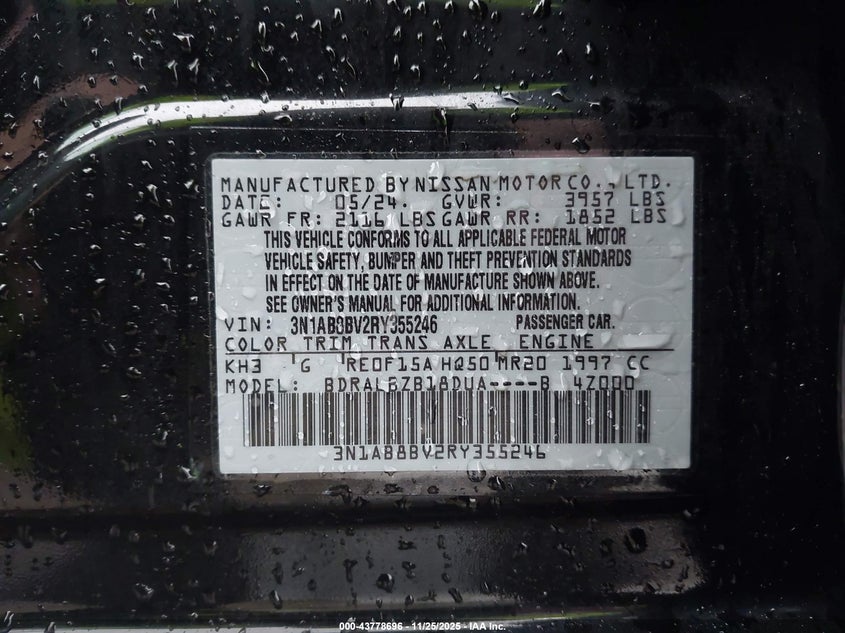 MANUFACTURED BY NISSAN MOTOR CO., LTD.
DATE: 05/24. GVWR: 3957 LBS
GAWR FR: 2116 LBS GAWR RR: 1852 LBS
THIS VEHICLE CONFORMS TO ALL APPLICABLE FEDERAL MOTOR
VEHICLE SAFETY, BUMPER AND THEFT PREVENTION STANDARDS
IN EFFECT ON THE DATE OF MANUFACTURE SHOWN ABOVE.
SEE OWNER'S MANUAL FOR ADDITIONAL INFORMATION.
VIN: 3N1AB8BV2RY355246 PASSENGER CAR.
COLOR TRIM TRANS AXLE ENGINE
KH3 G RE0F15A HQ50 MR20 1997 CC
MODEL: BDRALBZB18DUA----B 4Z000
3N1AB8BV2RY355246
000-43778696 - 11/25/2025 - IAA Inc.